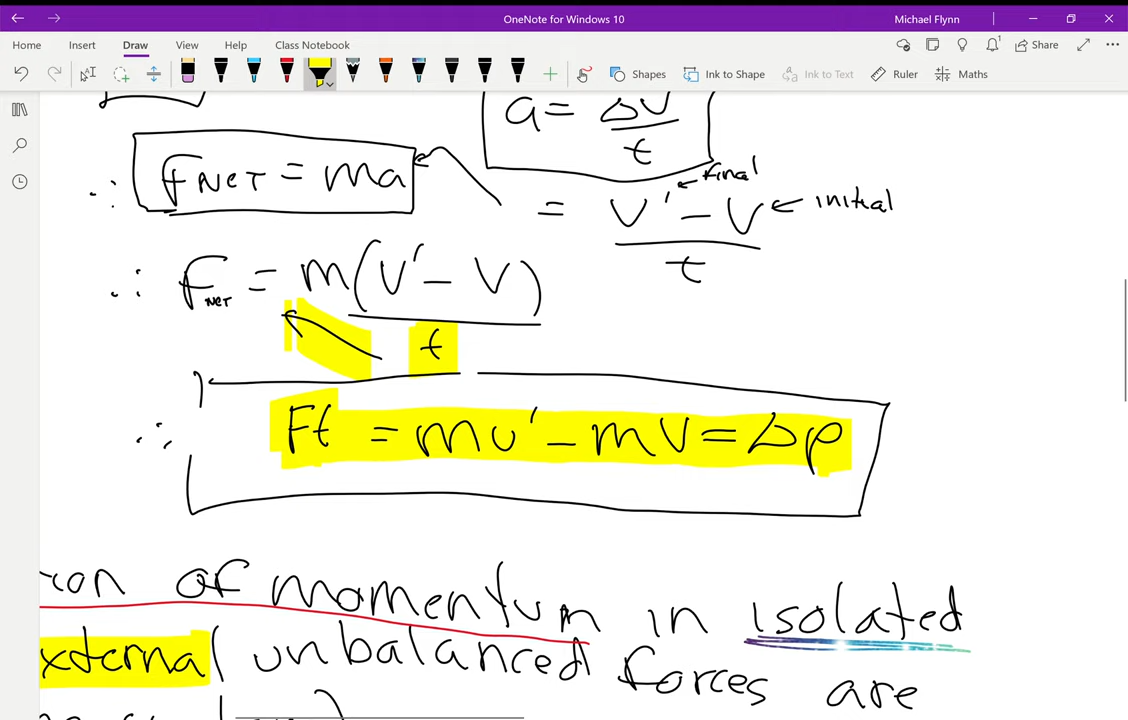 OneNote for Windows 10
Michael Flynn
Home Insert Draw View Help Class Notebook
Share
Shapes Ink to Shape Ink to Text Ruler Maths
a = ΔV
t
∴ FNET = ma
= V' - V
t
← final
← initial
∴ FNET = m(V' - V)
t
∴ Ft = mv' - mV = Δp
of momentum in isolated
xternal unbalanced forces are